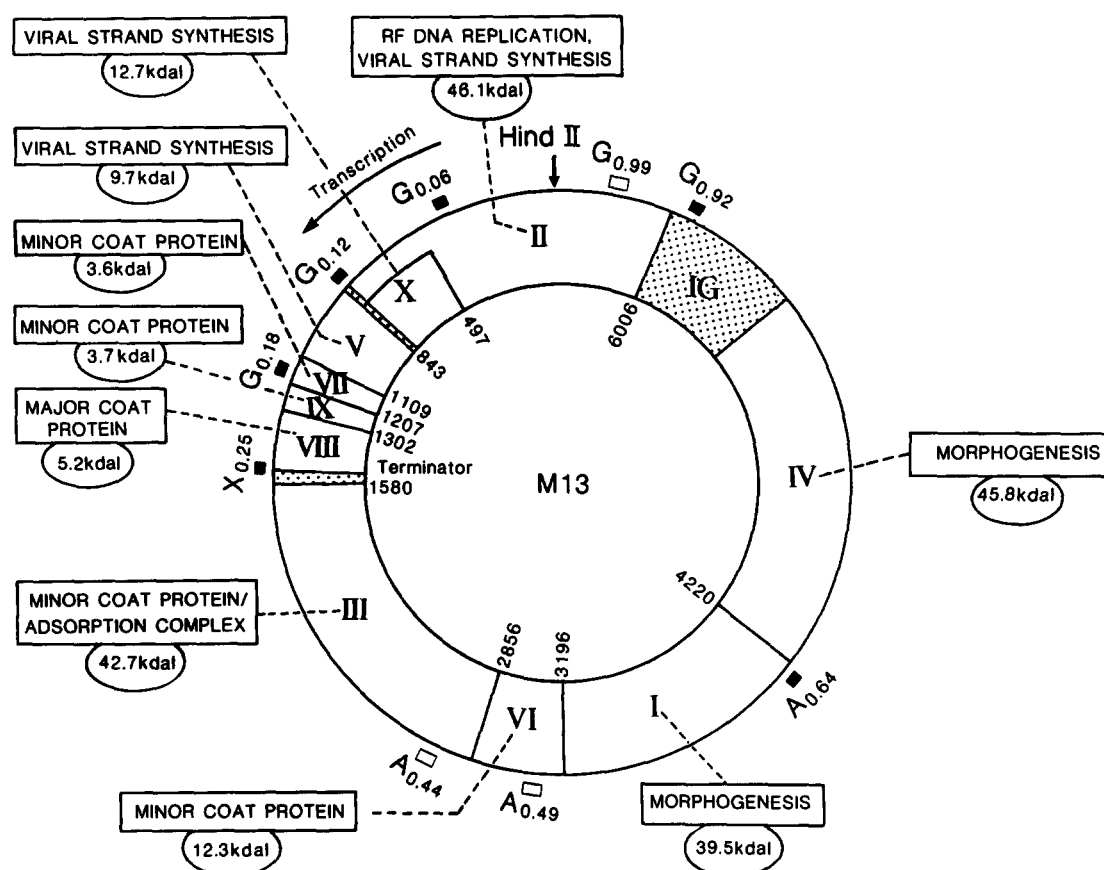 VIRAL STRAND SYNTHESIS
12.7kdal
RF DNA REPLICATION,
VIRAL STRAND SYNTHESIS
46.1kdal
VIRAL STRAND SYNTHESIS
9.7kdal
MINOR COAT PROTEIN
3.6kdal
MINOR COAT PROTEIN
3.7kdal
MAJOR COAT
PROTEIN
5.2kdal
MINOR COAT PROTEIN/
ADSORPTION COMPLEX
42.7kdal
MINOR COAT PROTEIN
12.3kdal
MORPHOGENESIS
39.5kdal
MORPHOGENESIS
45.8kdal
Transcription
Hind II
G0.99
G0.92
G0.06
G0.12
G0.18
X0.25
A0.44
A0.49
A0.64
II
IG
X
V
VII
IX
VIII
III
VI
I
IV
6006
497
843
1109
1207
1302
Terminator
1580
M13
2856
3196
4220